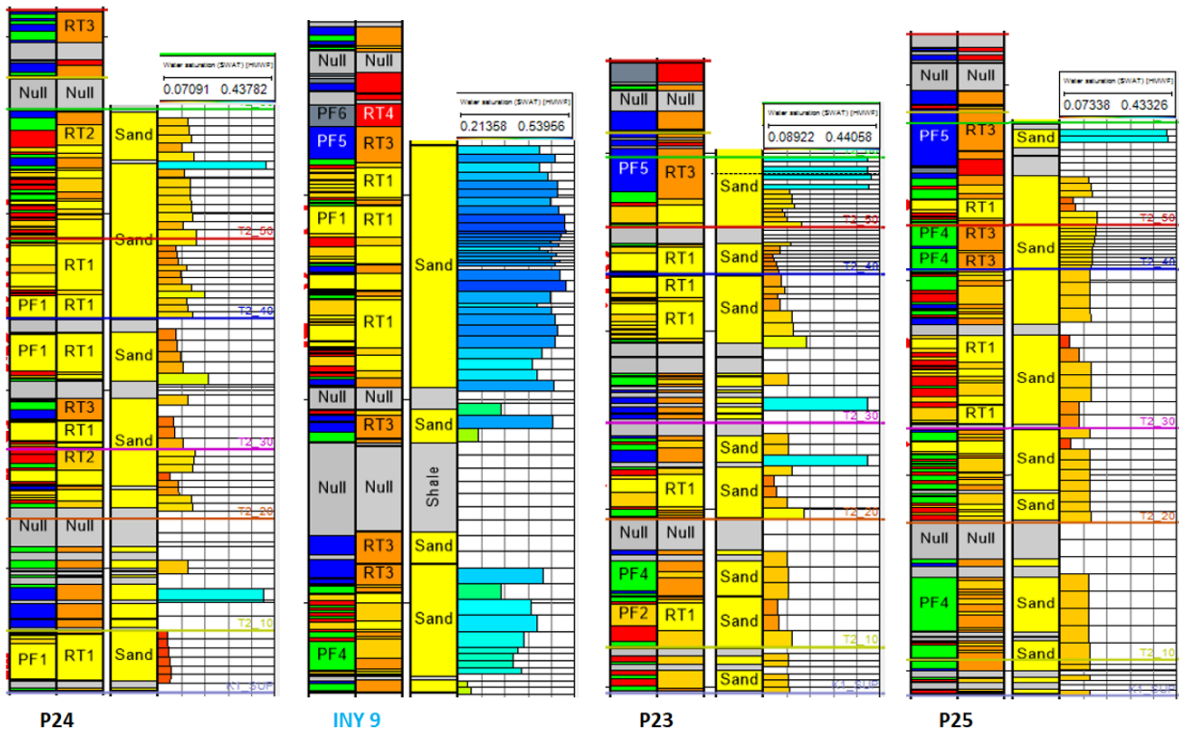 RT3
Null Null
Water saturation (SWAT) [HMWF]
0.07091 0.43782
RT2
Sand
Sand
T2_50
RT1
PF1 RT1
T2_40
PF1 RT1
Sand
RT3
RT1
Sand
T2_30
RT2
T2_20
Null Null
T2_10
PF1 RT1
Sand
K1_SUP
P24
Null Null
PF6 RT4
PF5 RT3
RT1
PF1 RT1
RT1
Water saturation (SWAT) [HMWF]
0.21358 0.53956
Sand
Null Null
RT3
Sand
Null Null
Shale
RT3
Sand
RT3
Sand
PF4
INY 9
Null Null
Water saturation (SWAT) [HMWF]
0.08922 0.44058
PF5 RT3
Sand
T2_50
RT1
Sand
T2_40
RT1
RT1
Sand
T2_30
Sand
RT1
Sand
T2_20
Null Null
PF4
Sand
PF2 RT1
Sand
T2_10
Sand
Sand
K1_SUP
P23
Null Null
Water saturation (SWAT) [HMWF]
0.07338 0.43326
PF5 RT3
Sand
RT1
T2_50
PF4 RT3
Sand
PF4 RT3
T2_40
RT1
Sand
RT1
T2_30
Sand
Sand
T2_20
Null Null
PF4
Sand
Sand
T2_10
K1_SUP
P25